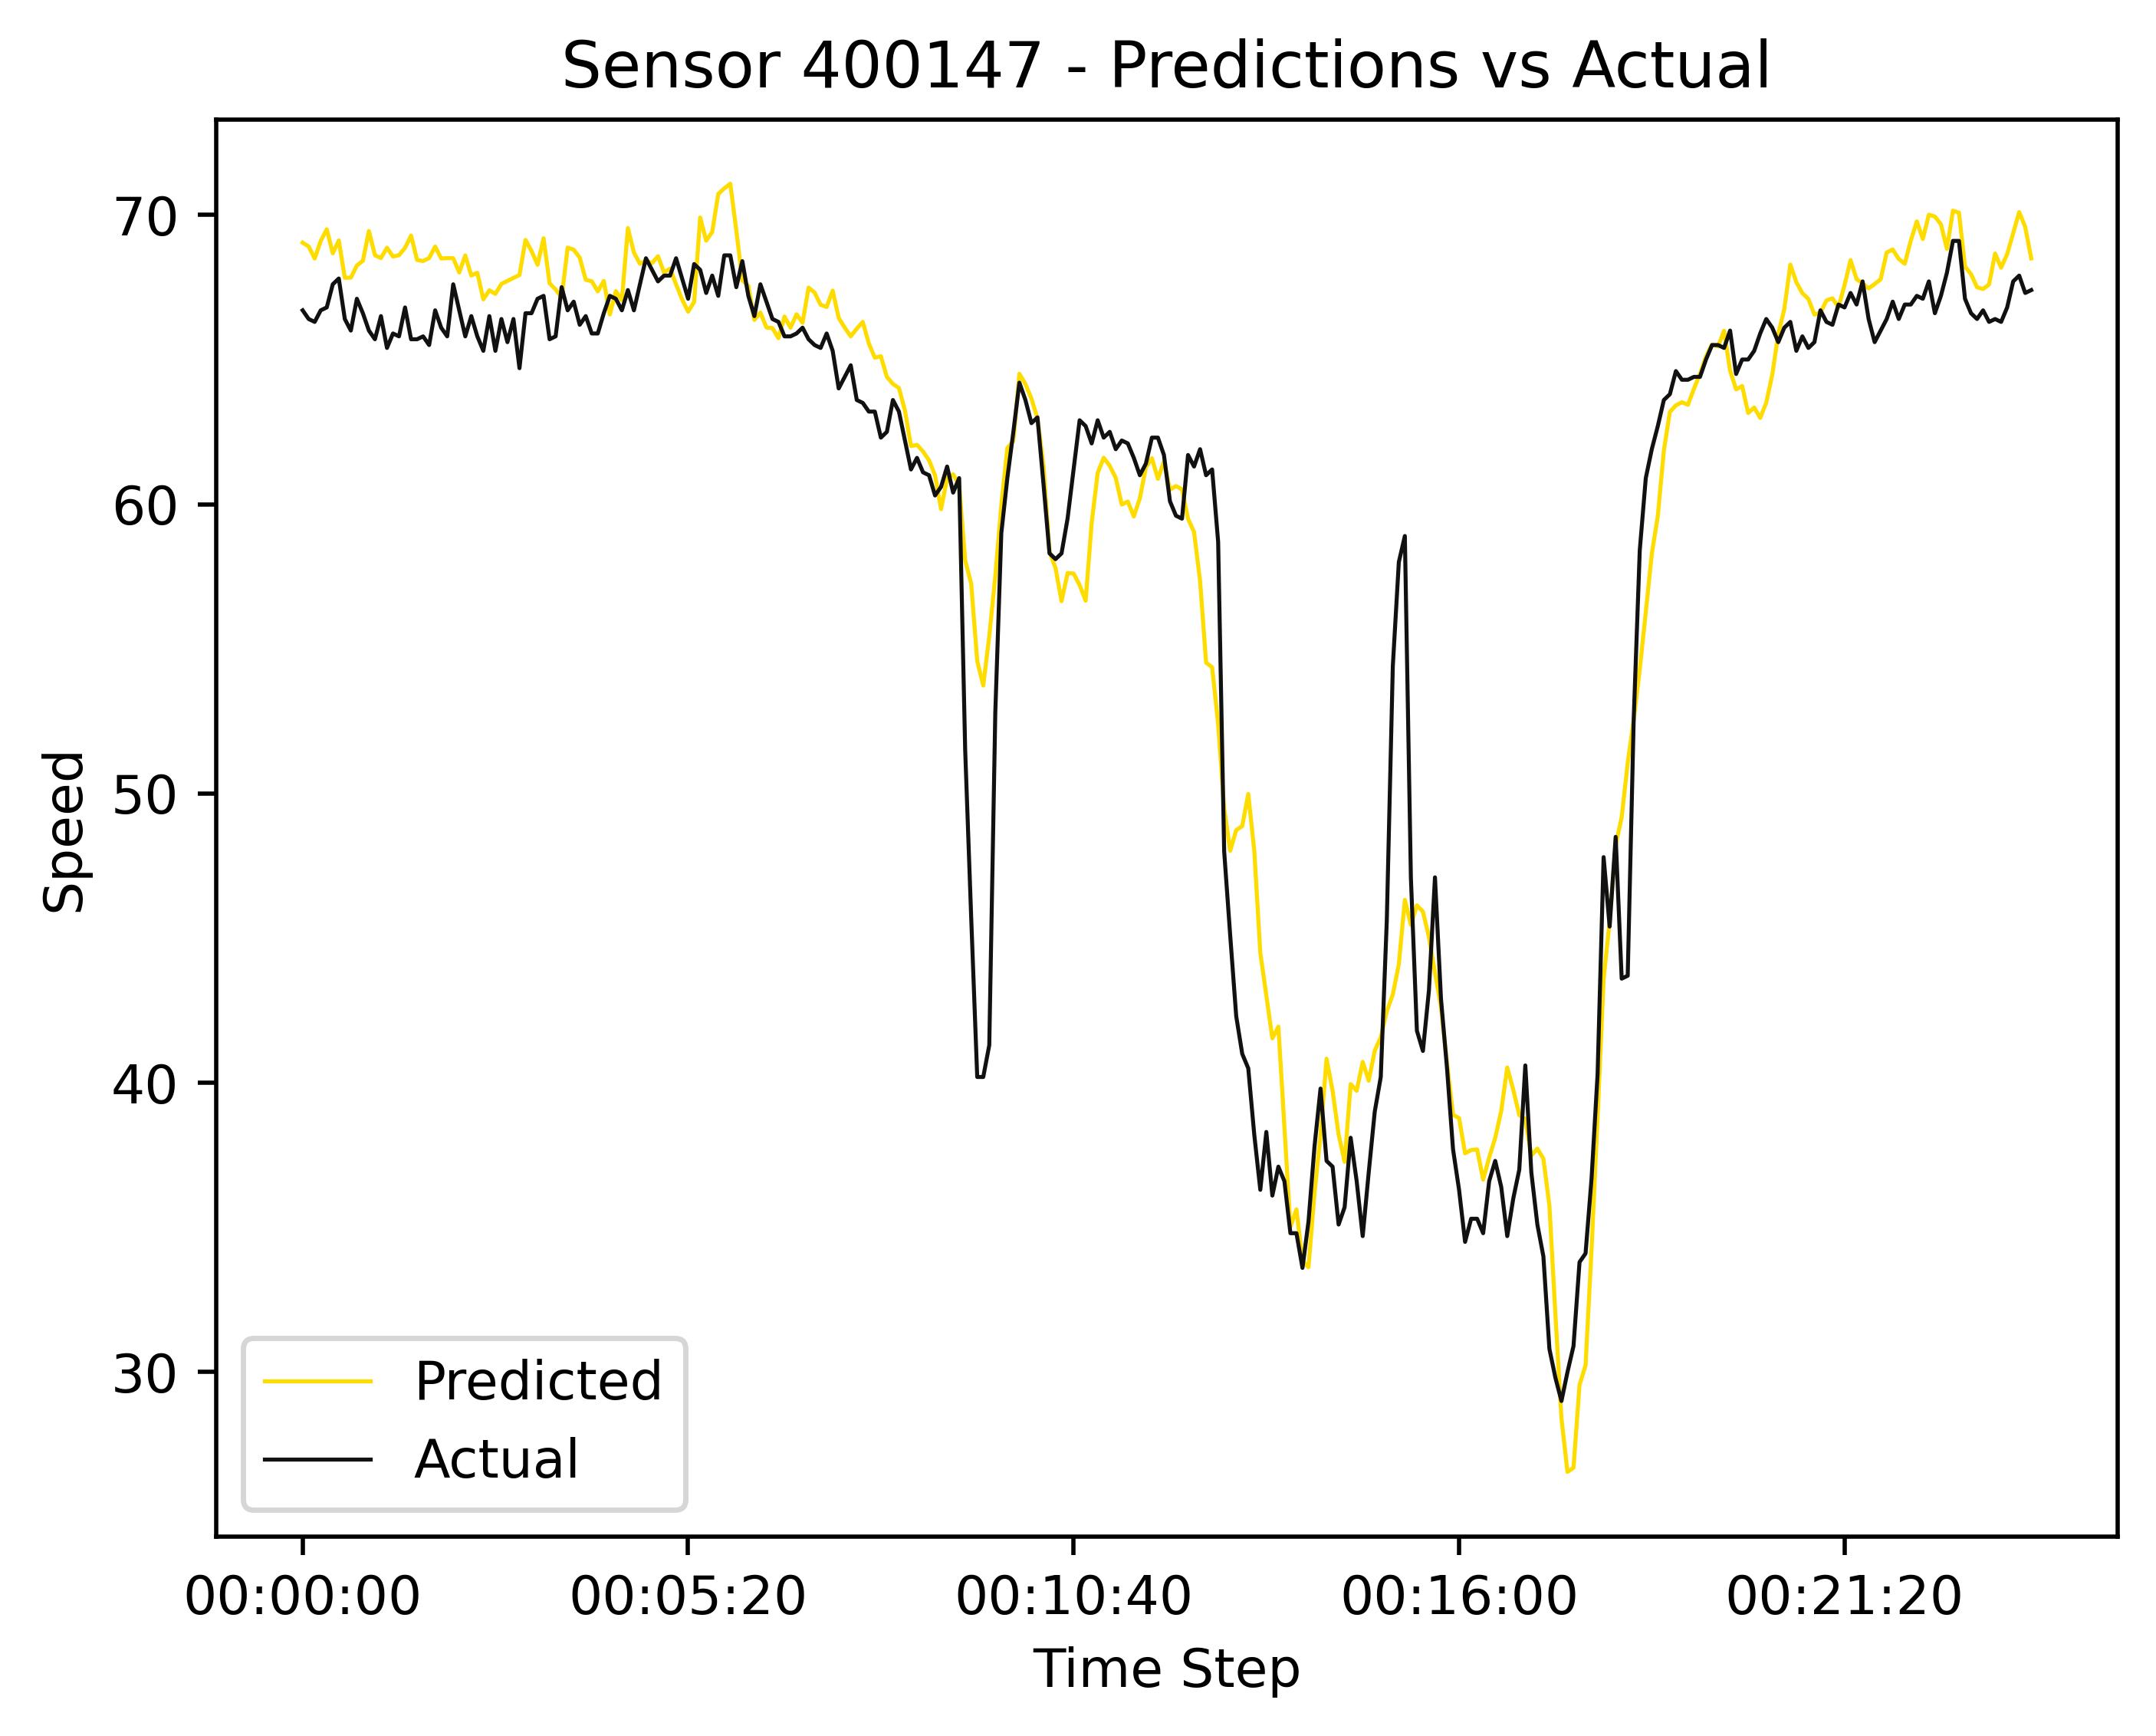 Sensor 400147 - Predictions vs Actual
70
60
50
40
30
Speed
Predicted
Actual
00:00:00 00:05:20 00:10:40 00:16:00 00:21:20
Time Step